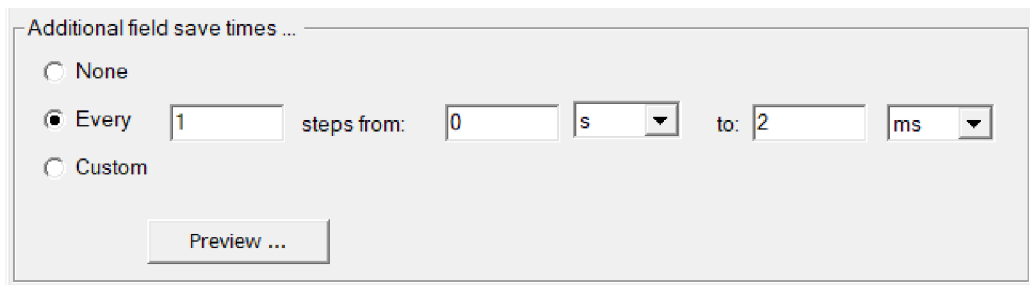 Additional field save times ...
None
Every 1 steps from: 0 s to: 2 ms
Custom
Preview ...